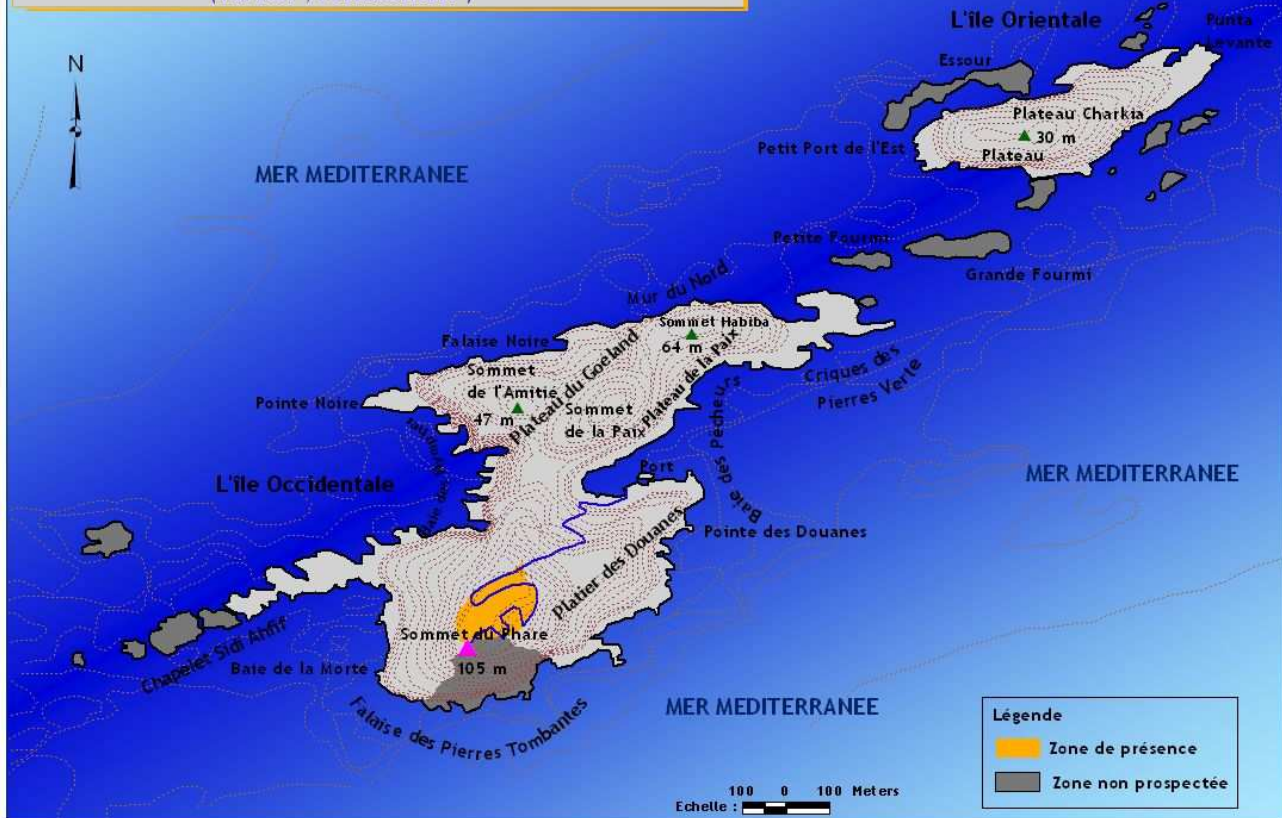 L'île Orientale
Punta
Levante
Essour
N
Plateau Charkia
30 m
Petit Port de l'Est
Plateau
MER MEDITERRANEE
Petite Fourmi
Grande Fourmi
Mur du Nord
Sommet Habiba
64 m
Falaise Noire
Sommet
de l'Amitie
47 m
Plateau du Goeland
Plateau de la Paix
Criques des
Pierres Verte
Pointe Noire
Sommet
de la Paix
Baie des Pecheurs
Baie des
L'île Occidentale
Port
MER MEDITERRANEE
Pointe des Douanes
Platier des Douanes
Sommet du Phare
105 m
Chapelet Sidi Ahfif
Baie de la Morte
Falaise des Pierres Tombantes
MER MEDITERRANEE
Légende
Zone de présence
Zone non prospectée
100 0 100 Meters
Echelle :